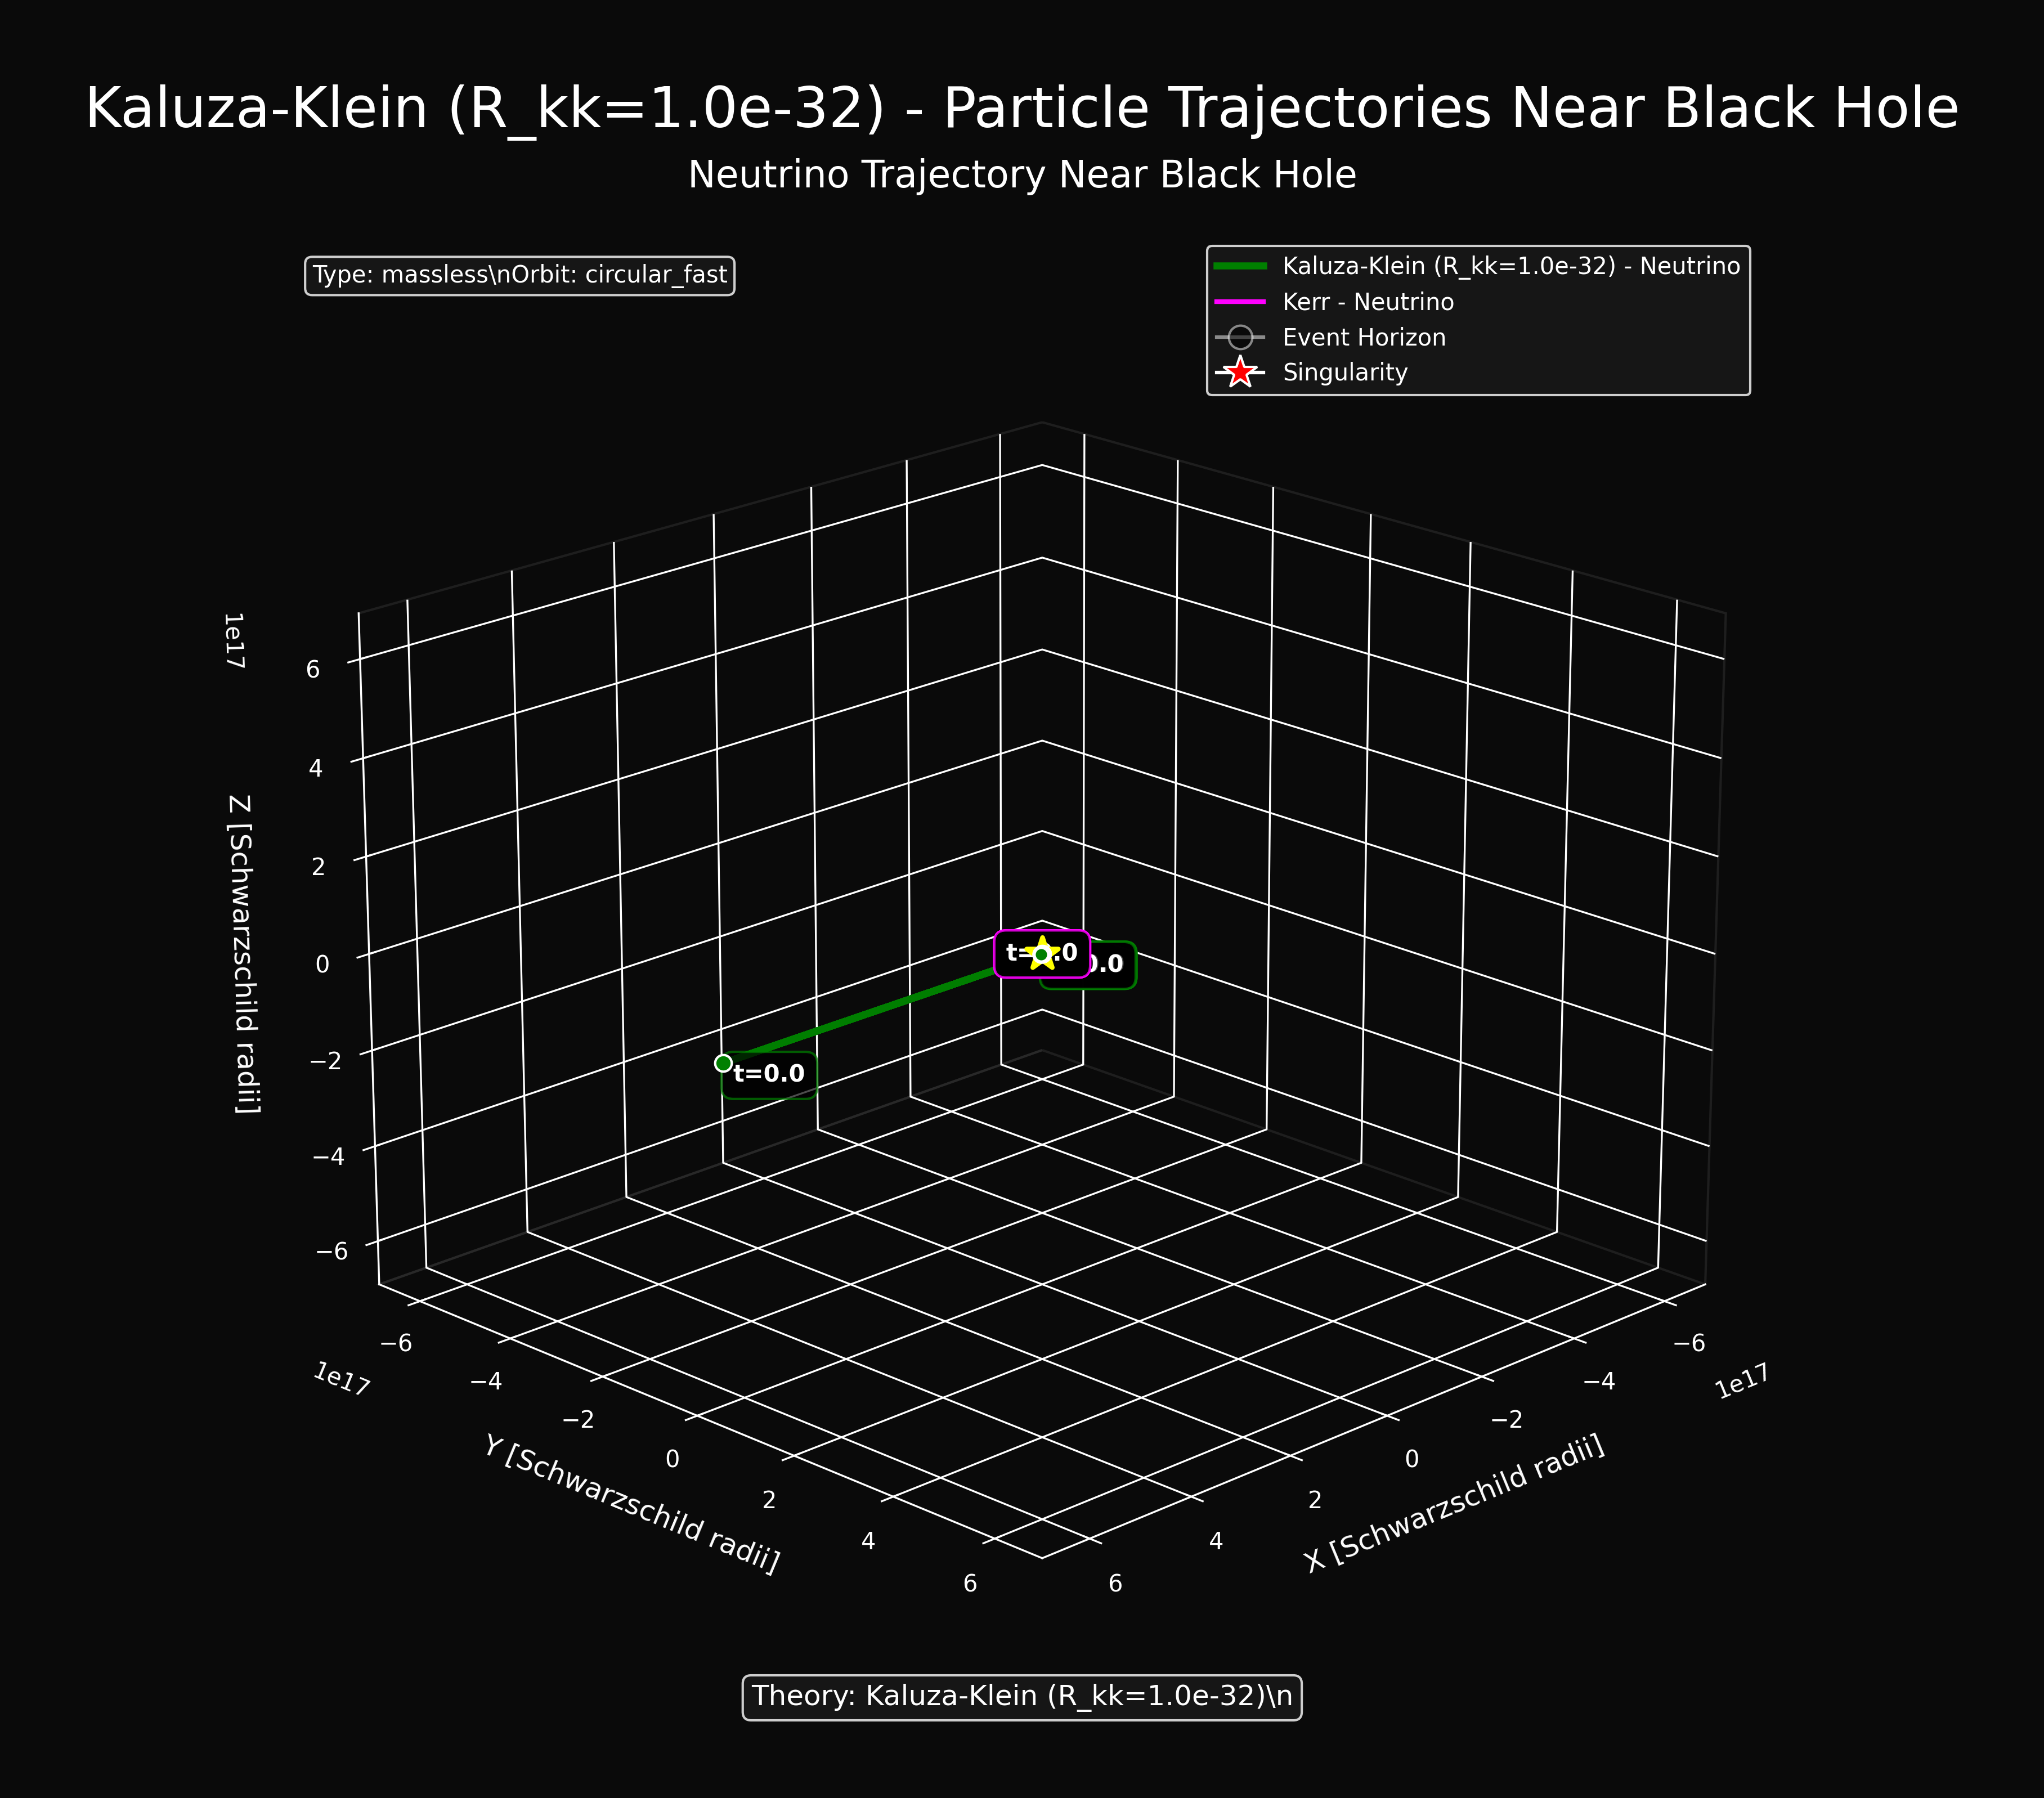 Kaluza-Klein (R_kk=1.0e-32) - Particle Trajectories Near Black Hole
Neutrino Trajectory Near Black Hole
Type: massless\nOrbit: circular_fast
Kaluza-Klein (R_kk=1.0e-32) - Neutrino
Kerr - Neutrino
Event Horizon
Singularity
1e17
6
4
2
0
−2
−4
−6
Z [Schwarzschild radii]
t=0.0
−6
−4
−2
0
2
4
6
1e17
Y [Schwarzschild radii]
−6
−4
−2
0
2
4
6
1e17
X [Schwarzschild radii]
Theory: Kaluza-Klein (R_kk=1.0e-32)\n